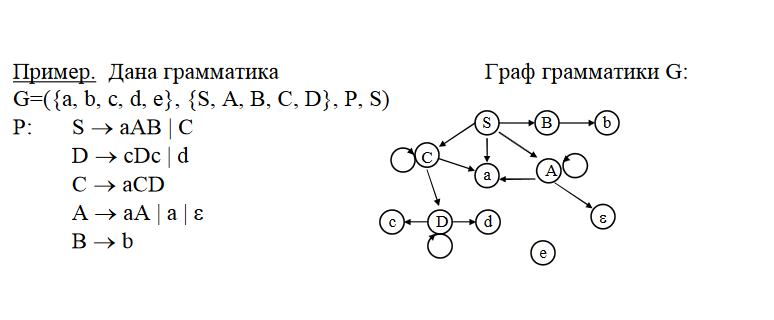 Пример. Дана грамматика
Граф грамматики G:
G=({a, b, c, d, e}, {S, A, B, C, D}, P, S)
P: S → aAB | C
D → cDc | d
C → aCD
A → aA | a | ε
B → b
S B b
C a A
c D d ε
e